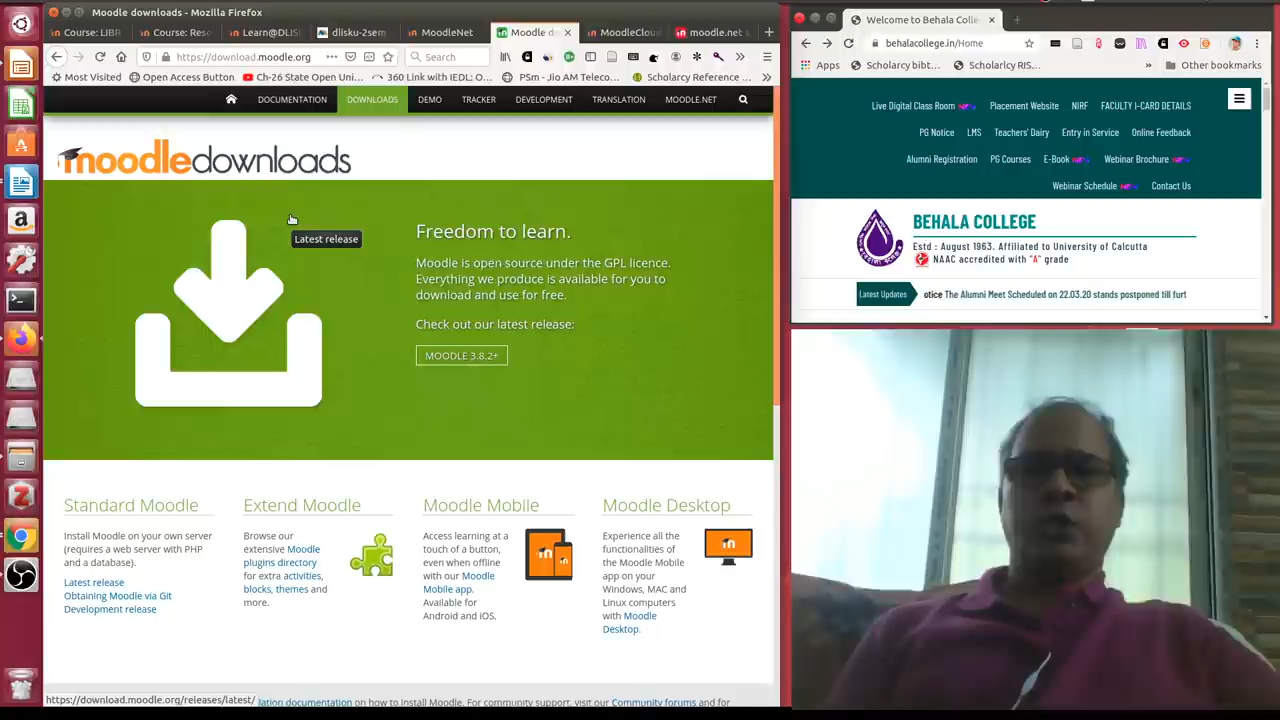 Moodle downloads - Mozilla Firefox
Course: LIBR
Course: Reso
Learn@DLIS
dlisku-2sem
MoodleNet
Moodle d
MoodleClou
moodle.net v
https://download.moodle.org
Search
Most Visited
Open Access Button
Ch-26 State Open Uni...
360 Link with IEDL: O...
PSm - Jio AM Teleco...
Scholarcy Reference ...
DOCUMENTATION
DOWNLOADS
DEMO
TRACKER
DEVELOPMENT
TRANSLATION
MOODLE.NET
moodledownloads
Latest release
Freedom to learn.
Moodle is open source under the GPL licence.
Everything we produce is available for you to
download and use for free.
Check out our latest release:
MOODLE 3.8.2+
Standard Moodle
Install Moodle on your own server
(requires a web server with PHP
and a database).
Latest release
Obtaining Moodle via Git
Development release
Extend Moodle
Browse our
extensive Moodle
plugins directory
for extra activities,
blocks, themes and
more.
Moodle Mobile
Access learning at a
touch of a button,
even when offline
with our Moodle
Mobile app.
Available for
Android and iOS.
Moodle Desktop
Experience all the
functionalities of
the Moodle Mobile
app on your
Windows, MAC and
Linux computers
with Moodle
Desktop.
https://download.moodle.org/releases/latest/
lation documentation on how to install Moodle. For community support, visit our Community forums and for
Welcome to Behala Colle
behalacollege.in/Home
Apps
Scholarcy bibt...
Scholarlcy RIS...
»
Other bookmarks
Live Digital Class Room
Placement Website
NIRF
FACULTY I-CARD DETAILS
PG Notice
LMS
Teachers' Dairy
Entry in Service
Online Feedback
Alumni Registration
PG Courses
E-Book
Webinar Brochure
Webinar Schedule
Contact Us
BEHALA COLLEGE
Estd : August 1963. Affiliated to University of Calcutta
NAAC accredited with "A" grade
Latest Updates
otice The Alumni Meet Scheduled on 22.03.20 stands postponed till furt